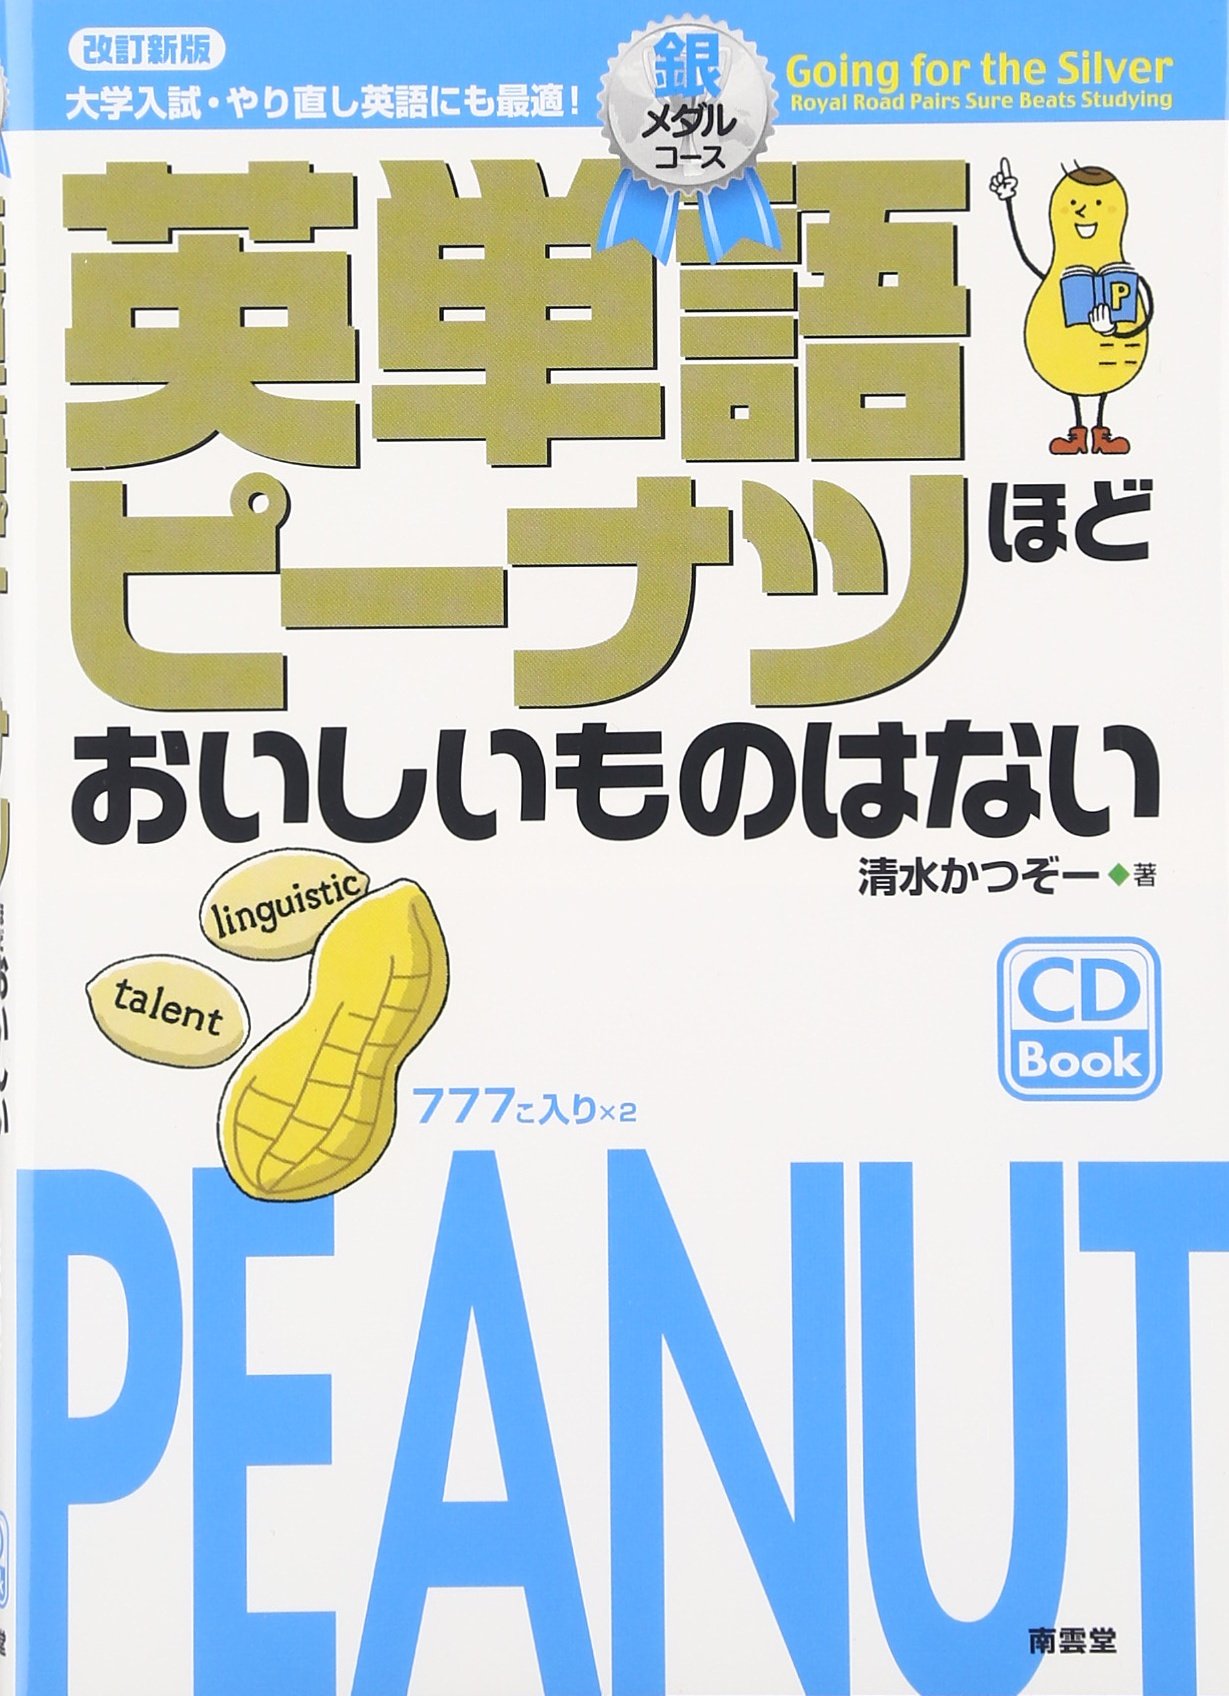 改訂新版
大学入試・やり直し英語にも最適!
銀
メダル
コース
Going for the Silver
Royal Road Pairs Sure Beats Studying
英単語
ピーナツほど
おいしいものはない
清水かつぞー◆著
P
linguistic
talent
CD
Book
777こ入り×2
PEANUT
南雲堂